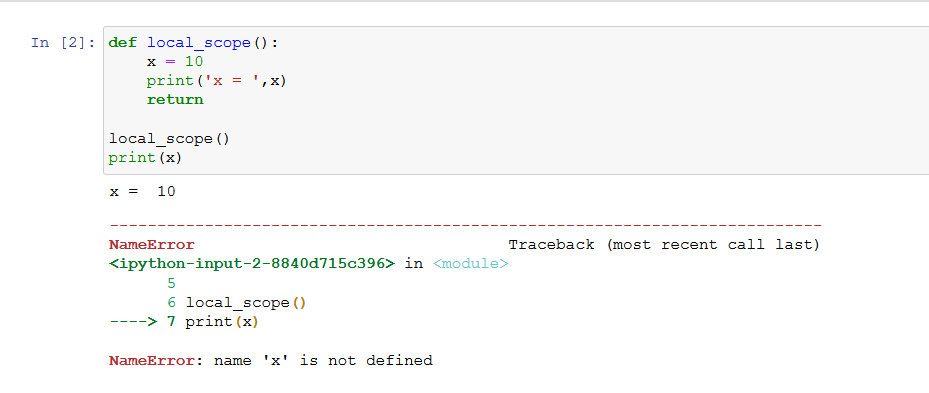 In [2]: def local_scope():
    x = 10
    print('x = ',x)
    return
local_scope()
print(x)
x =  10
---------------------------------------------------------------------------
NameError                                 Traceback (most recent call last)
<ipython-input-2-8840d715c396> in <module>
      5
      6 local_scope()
----> 7 print(x)
NameError: name 'x' is not defined